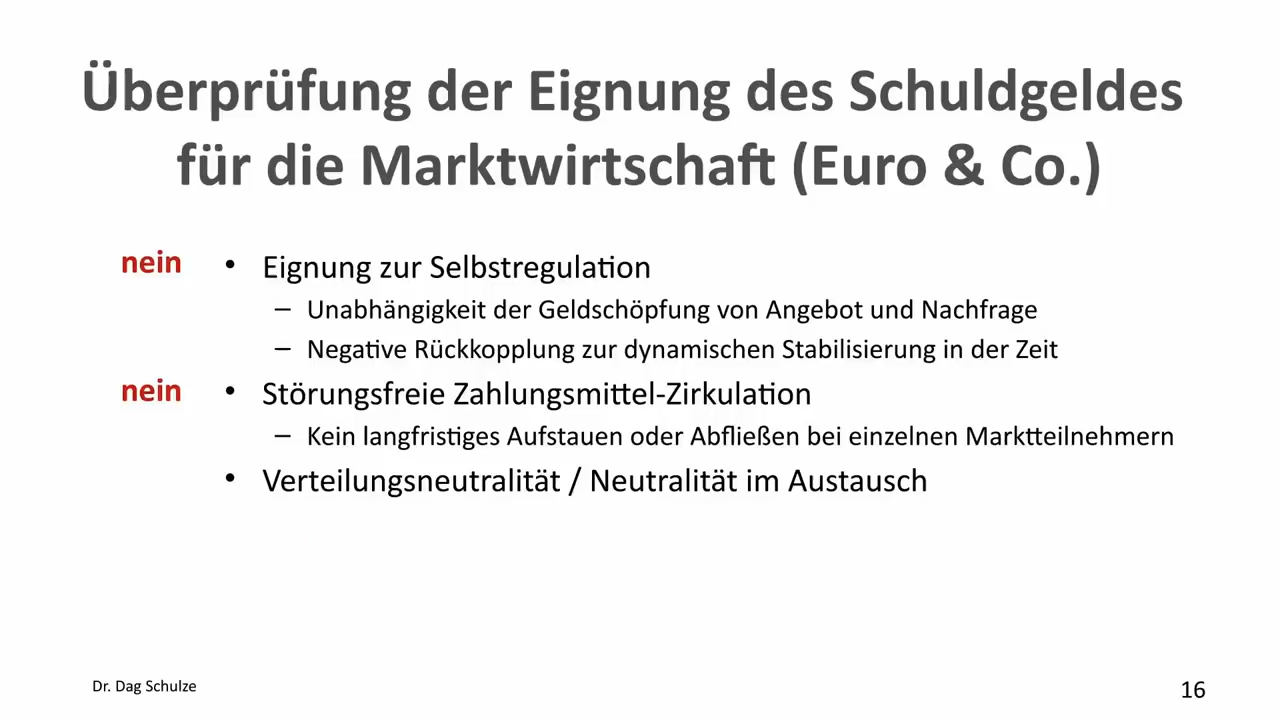 Überprüfung der Eignung des Schuldgeldes
für die Marktwirtschaft (Euro & Co.)
nein • Eignung zur Selbstregulation
– Unabhängigkeit der Geldschöpfung von Angebot und Nachfrage
– Negative Rückkopplung zur dynamischen Stabilisierung in der Zeit
nein • Störungsfreie Zahlungsmittel-Zirkulation
– Kein langfristiges Aufstauen oder Abfließen bei einzelnen Marktteilnehmern
• Verteilungsneutralität / Neutralität im Austausch
Dr. Dag Schulze
16